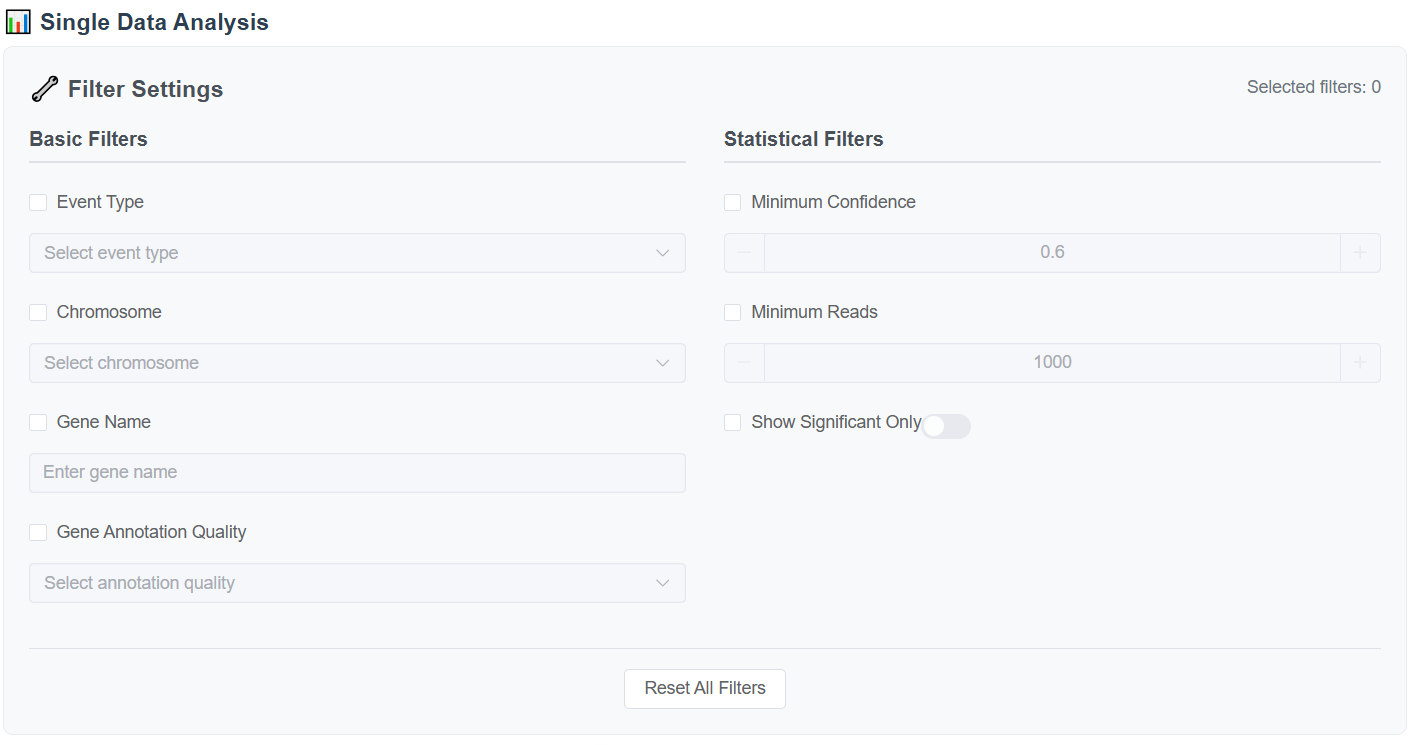 Single Data Analysis
Filter Settings
Selected filters: 0
Basic Filters
Event Type
Select event type
Chromosome
Select chromosome
Gene Name
Enter gene name
Gene Annotation Quality
Select annotation quality
Statistical Filters
Minimum Confidence
0.6
Minimum Reads
1000
Show Significant Only
Reset All Filters